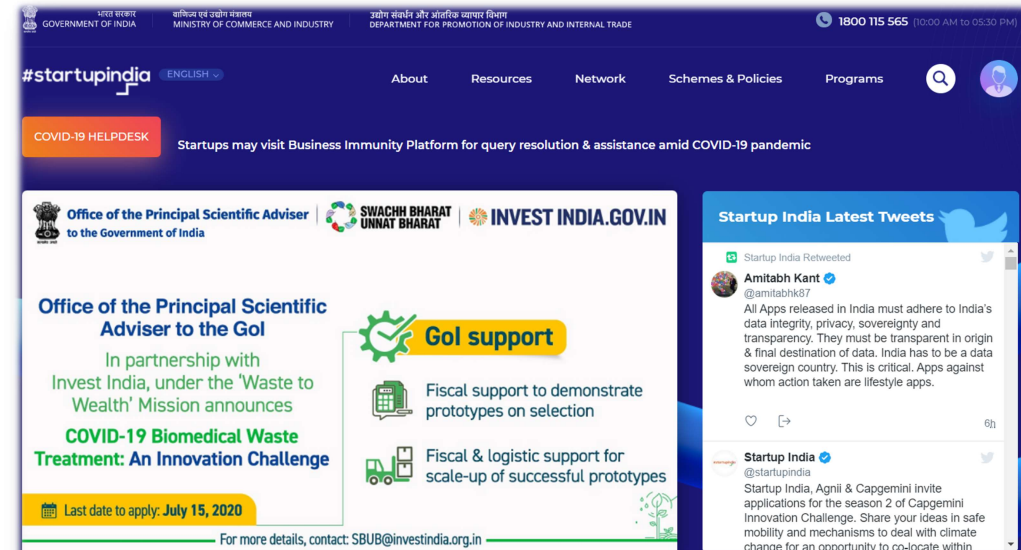 भारत सरकार
GOVERNMENT OF INDIA
वाणिज्य एवं उद्योग मंत्रालय
MINISTRY OF COMMERCE AND INDUSTRY
उद्योग संवर्धन और आंतरिक व्यापार विभाग
DEPARTMENT FOR PROMOTION OF INDUSTRY AND INTERNAL TRADE
1800 115 565 (10:00 AM to 05:30 PM)
#startupindia
ENGLISH
About
Resources
Network
Schemes & Policies
Programs
COVID-19 HELPDESK
Startups may visit Business Immunity Platform for query resolution & assistance amid COVID-19 pandemic
Office of the Principal Scientific Adviser
to the Government of India
SWACHH BHARAT
UNNAT BHARAT
INVEST INDIA.GOV.IN
Office of the Principal Scientific
Adviser to the GoI
In partnership with
Invest India, under the 'Waste to
Wealth' Mission announces
COVID-19 Biomedical Waste
Treatment: An Innovation Challenge
Last date to apply: July 15, 2020
GoI support
Fiscal support to demonstrate
prototypes on selection
Fiscal & logistic support for
scale-up of successful prototypes
For more details, contact: SBUB@investindia.org.in
Startup India Latest Tweets
Startup India Retweeted
Amitabh Kant
@amitabhk87
All Apps released in India must adhere to India's
data integrity, privacy, sovereignty and
transparency. They must be transparent in origin
& final destination of data. India has to be a data
sovereign country. This is critical. Apps against
whom action taken are lifestyle apps.
6h
Startup India
@startupindia
Startup India, Agnii & Capgemini invite
applications for the season 2 of Capgemini
Innovation Challenge. Share your ideas in safe
mobility and mechanisms to deal with climate
change for an opportunity to co-locate within